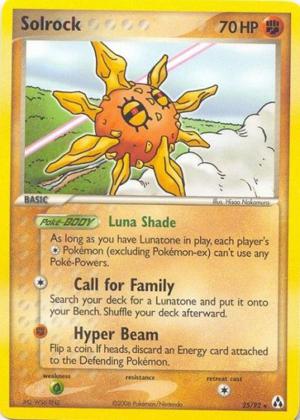 Solrock
70 HP
BASIC
Illus. Hisao Nakamura
Poké-BODY Luna Shade
As long as you have Lunatone in play, each player's
Pokémon (excluding Pokémon-ex) can't use any
Poké-Powers.
Call for Family
Search your deck for a Lunatone and put it onto
your Bench. Shuffle your deck afterward.
Hyper Beam
Flip a coin. If heads, discard an Energy card attached
to the Defending Pokémon.
weakness resistance retreat cost
©2006 Pokémon/Nintendo